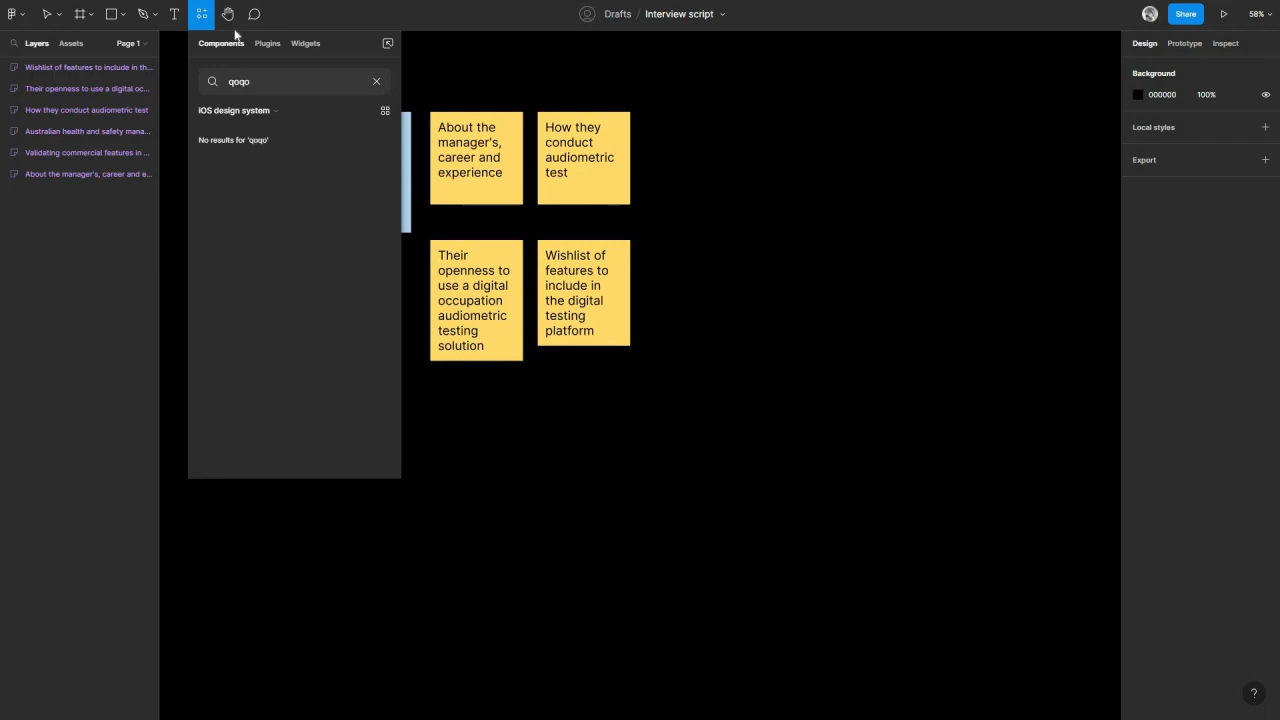 Drafts / Interview script
Share
58%
Layers
Assets
Page 1
Wishlist of features to include in th...
Their openness to use a digital oc...
How they conduct audiometric test
Australian health and safety mana...
Validating commercial features in ...
About the manager's, career and e...
Components
Plugins
Widgets
qoqo
iOS design system
No results for 'qoqo'
About the
manager's,
career and
experience
How they
conduct
audiometric
test
Their
openness to
use a digital
occupation
audiometric
testing
solution
Wishlist of
features to
include in
the digital
testing
platform
Design
Prototype
Inspect
Background
000000
100%
Local styles
Export
?